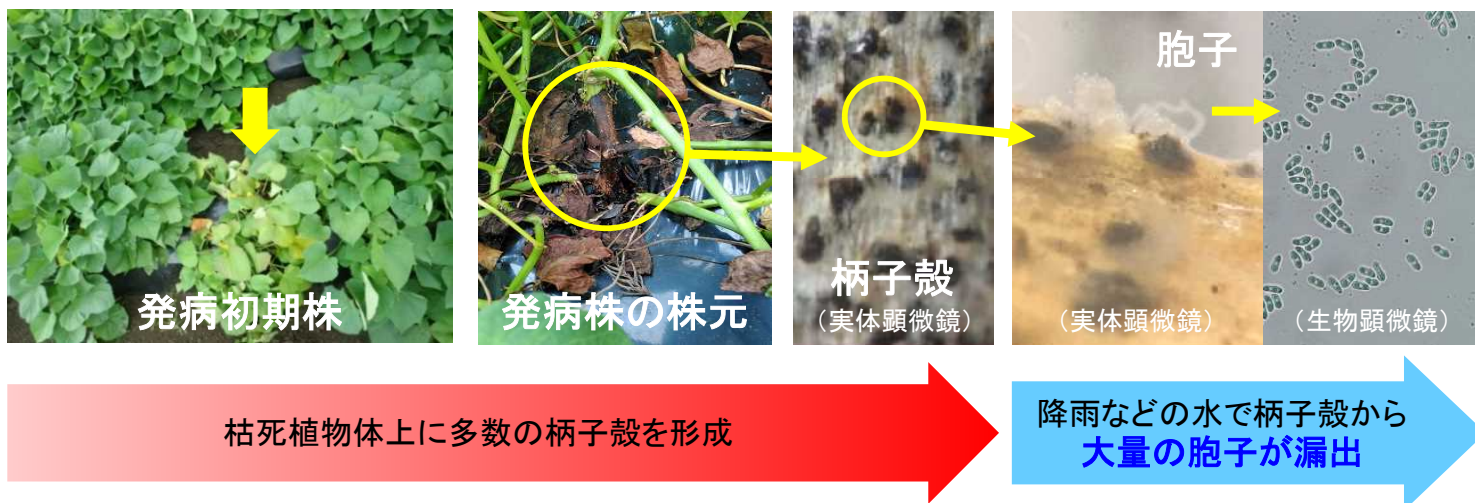 発病初期株
発病株の株元
柄子殻
（実体顕微鏡）
胞子
（実体顕微鏡）
（生物顕微鏡）
枯死植物体上に多数の柄子殻を形成
降雨などの水で柄子殻から
大量の胞子が漏出